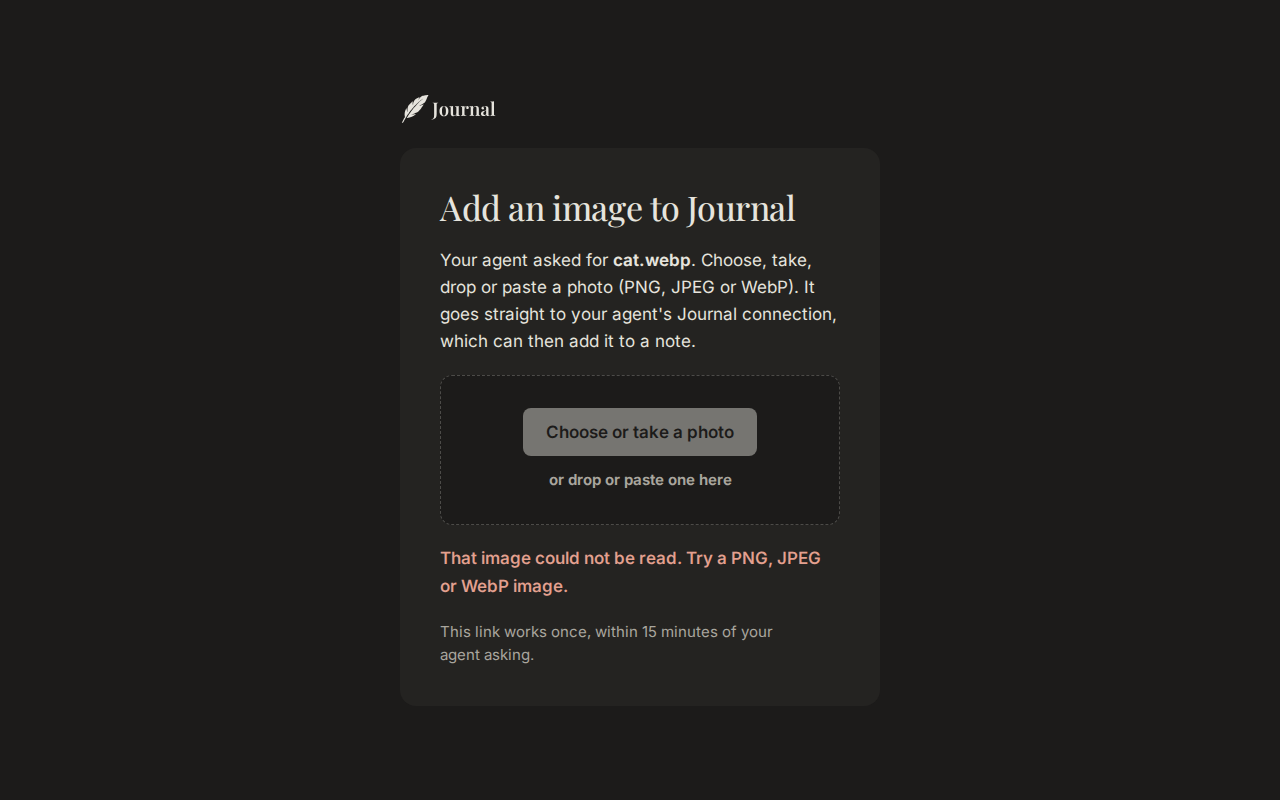 Journal
Add an image to Journal
Your agent asked for cat.webp. Choose, take,
drop or paste a photo (PNG, JPEG or WebP). It
goes straight to your agent's Journal connection,
which can then add it to a note.
Choose or take a photo
or drop or paste one here
That image could not be read. Try a PNG, JPEG
or WebP image.
This link works once, within 15 minutes of your
agent asking.